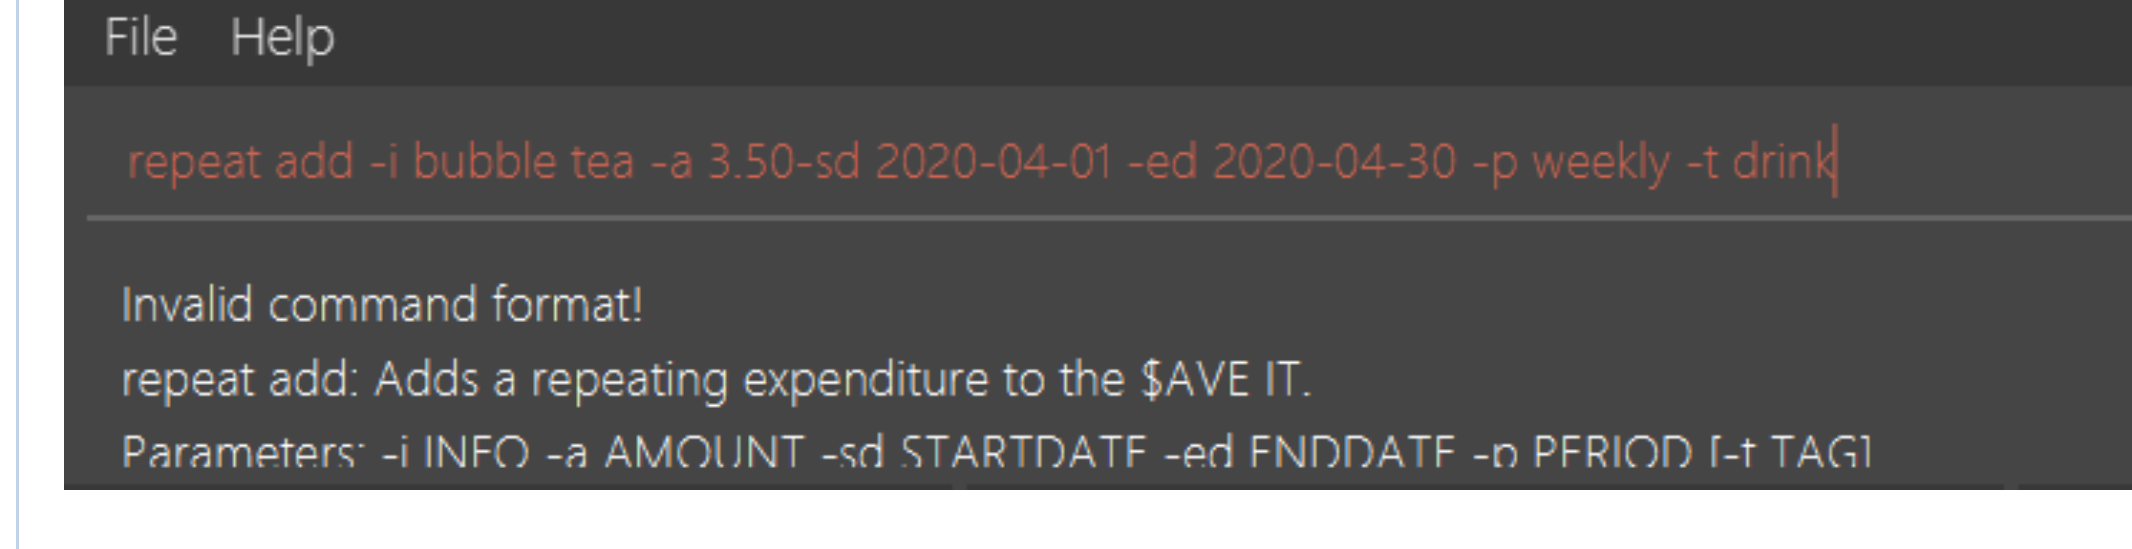 File Help
repeat add -i bubble tea -a 3.50-sd 2020-04-01 -ed 2020-04-30 -p weekly -t drink
Invalid command format!
repeat add: Adds a repeating expenditure to the $AVE IT.
Parameters: -i INFO -a AMOUNT -sd STARTDATE -ed ENDDATE -p PERIOD [-t TAG]